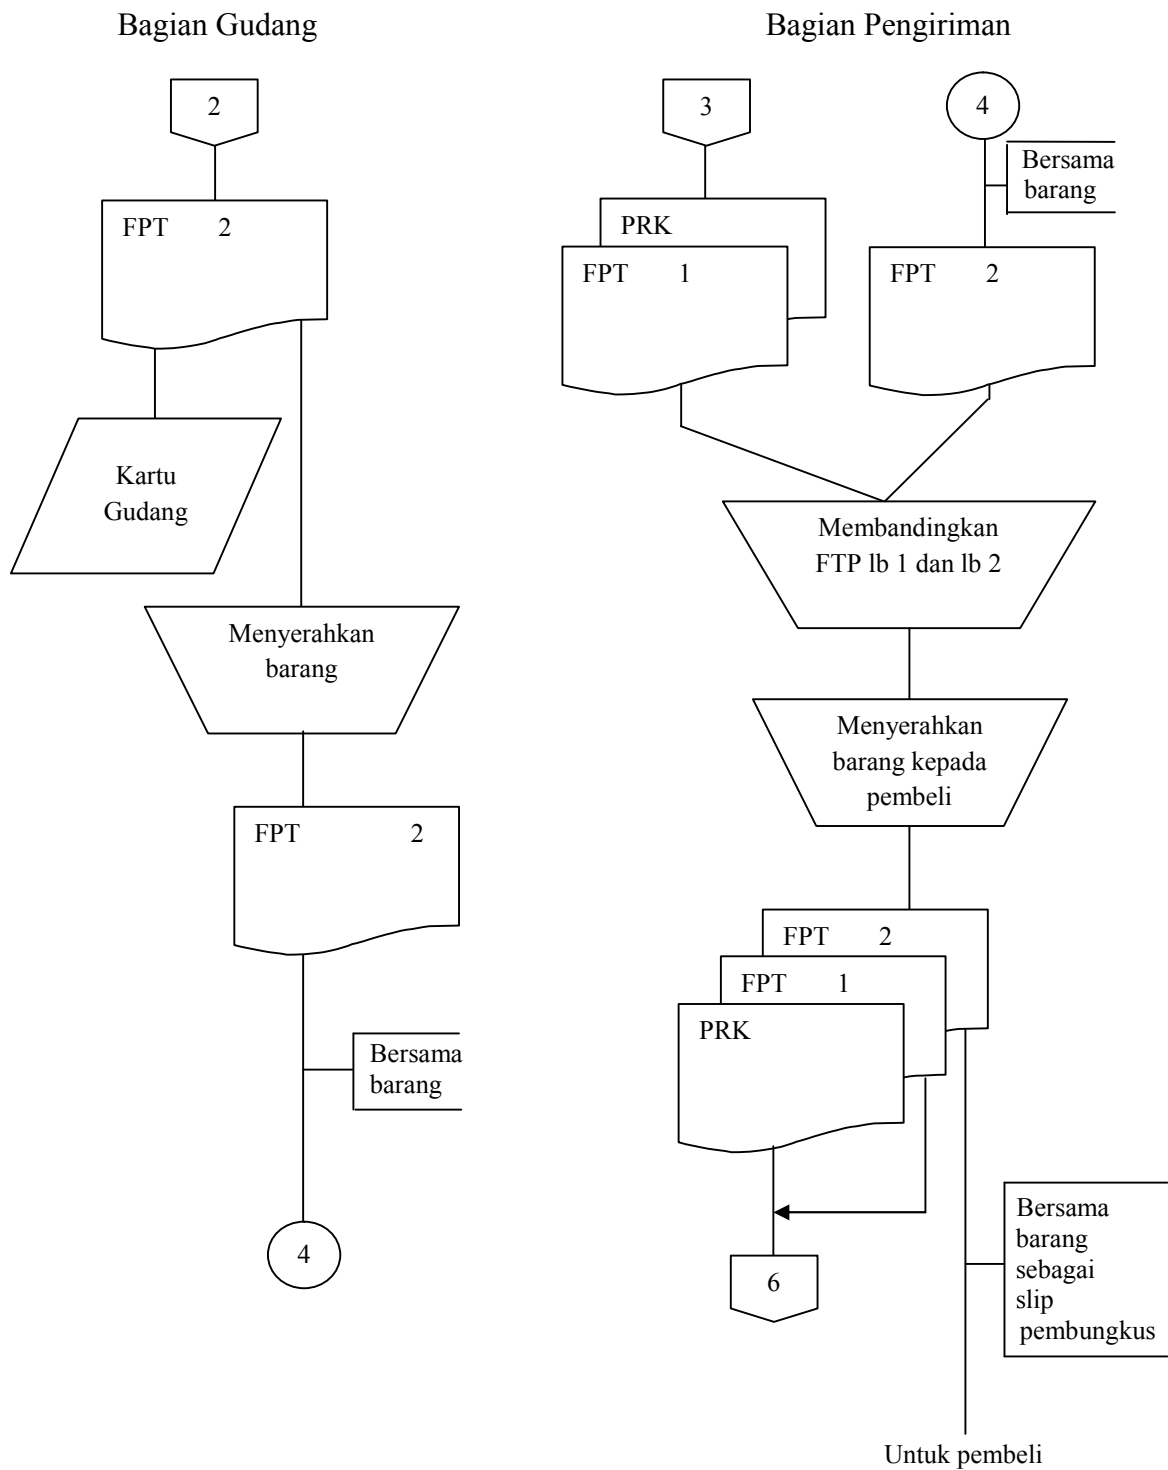 Bagian Gudang
2
FPT 2
Kartu
Gudang
Menyerahkan
barang
FPT 2
Bersama
barang
4
Bagian Pengiriman
3
4
Bersama
barang
PRK
FPT 1
FPT 2
Membandingkan
FTP lb 1 dan lb 2
Menyerahkan
barang kepada
pembeli
FPT 2
FPT 1
PRK
6
Bersama
barang
sebagai
slip
pembungkus
Untuk pembeli